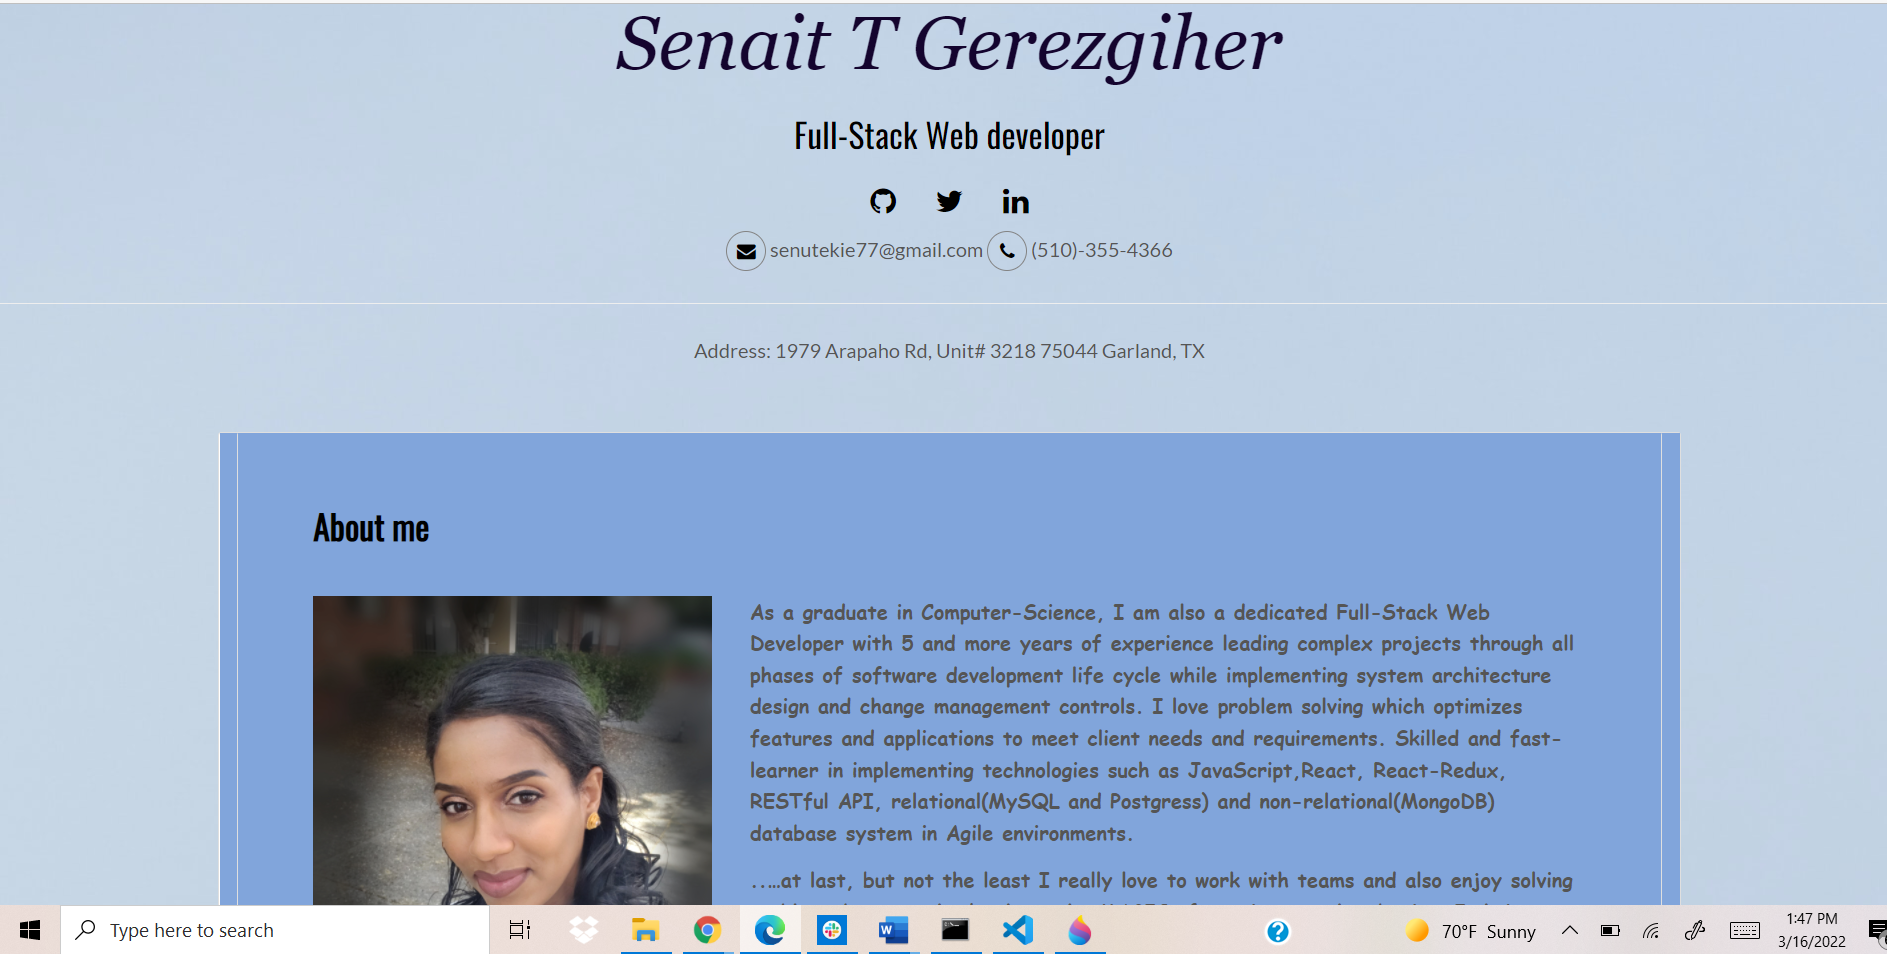 Senait T Gerezgiher
Full-Stack Web developer
in
senutekie77@gmail.com (510)-355-4366
Address: 1979 Arapaho Rd, Unit# 3218 75044 Garland, TX
About me
As a graduate in Computer-Science, I am also a dedicated Full-Stack Web
Developer with 5 and more years of experience leading complex projects through all
phases of software development life cycle while implementing system architecture
design and change management controls. I love problem solving which optimizes
features and applications to meet client needs and requirements. Skilled and fast-
learner in implementing technologies such as JavaScript,React, React-Redux,
RESTful API, relational(MySQL and Postgress) and non-relational(MongoDB)
database system in Agile environments.
.....at last, but not the least I really love to work with teams and also enjoy solving
Type here to search
70°F Sunny
1:47 PM
3/16/2022